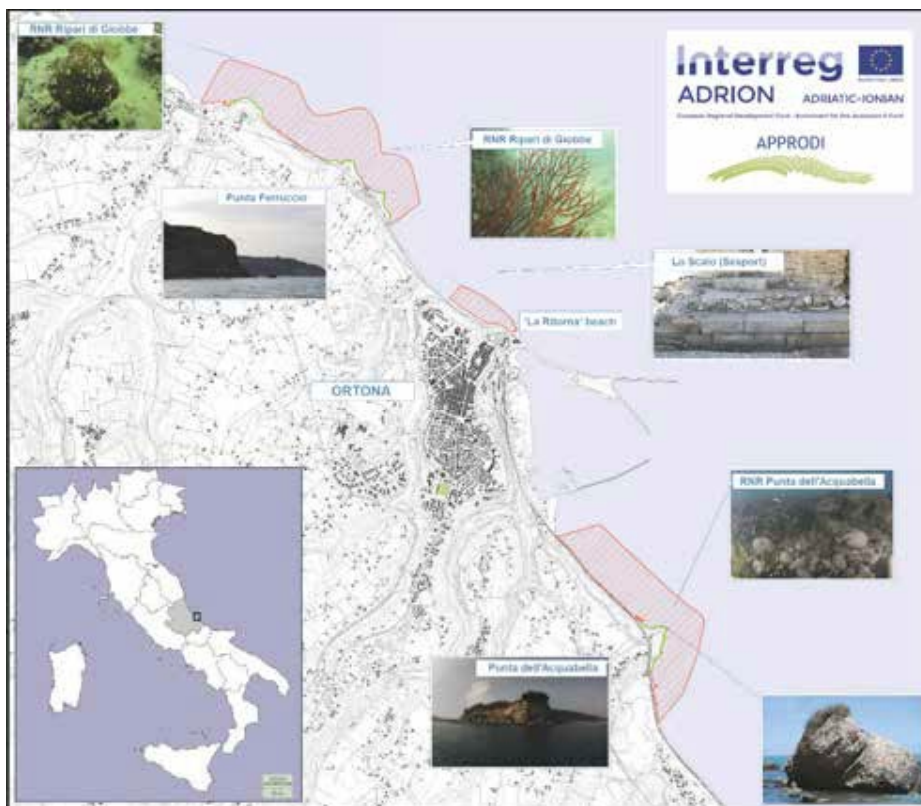 RNR Ripari di Giobbe
Interreg
ADRION ADRIATIC-IONIAN
APPRODI
RNR Ripari di Giobbe
Punta Ferruccio
Lo Scalo (Seaport)
'La Ritorna' beach
ORTONA
RNR Punta dell'Acquabella
Punta dell'Acquabella